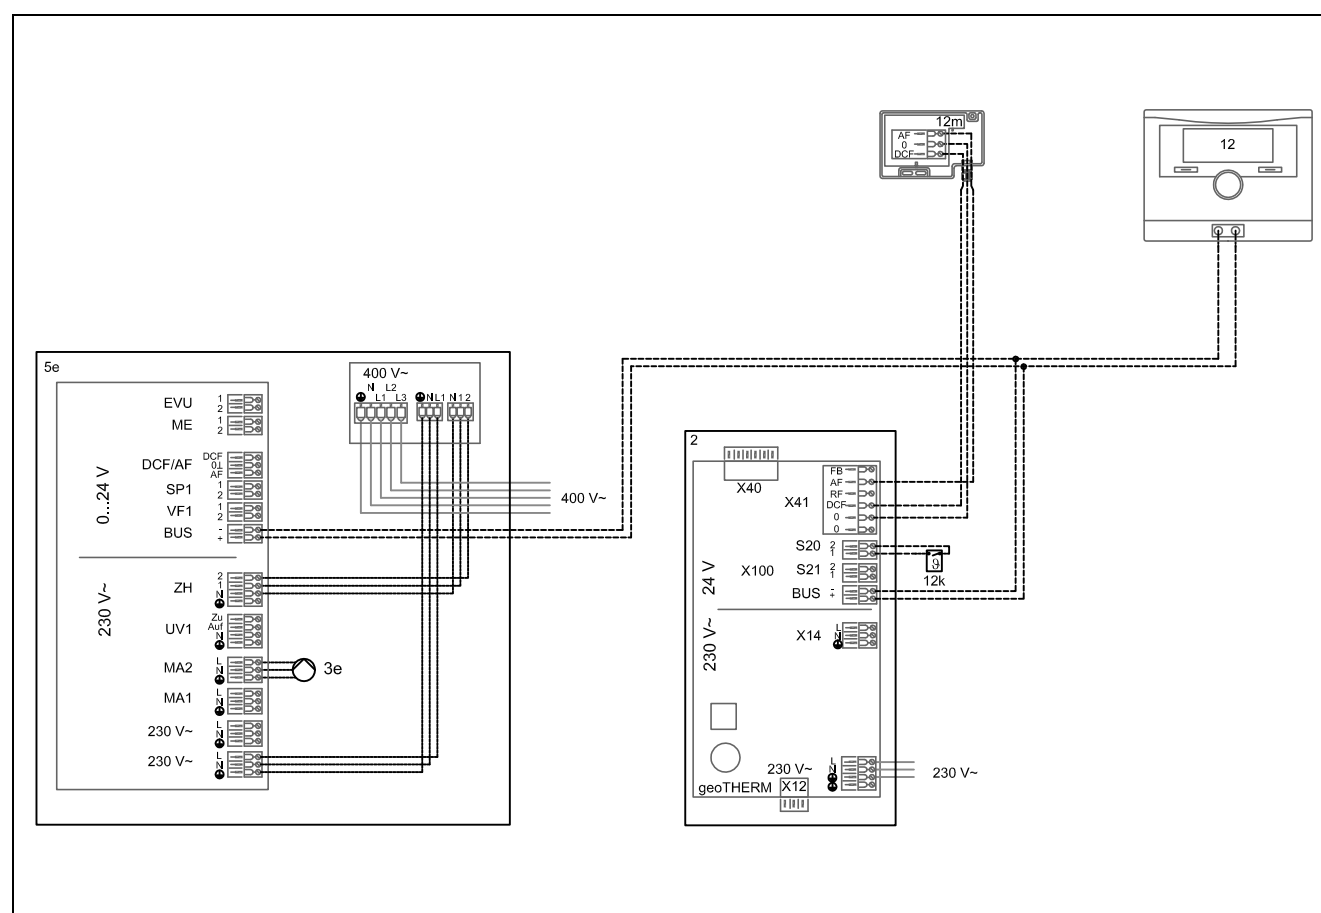 12m
AF
0
DCF
12
5e
400 V~
N L2
L1 L3
N L1
N 1 2
EVU 1
2
ME 1
2
DCF/AF DCF
0⊥
AF
SP1 1
2
VF1 1
2
BUS -
+
0...24 V
400 V~
230 V~
ZH 2
1
N
UV1 Zu
Auf
N
MA2 L
N
3e
MA1 L
N
230 V~ L
N
230 V~ L
N
2
X40
X41
FB
AF
RF
DCF
0
0
24 V
X100
S20 2
1
S21 2
1
BUS -
+
12k
230 V~
X14 L
N
230 V~ L
N
230 V~
geoTHERM X12